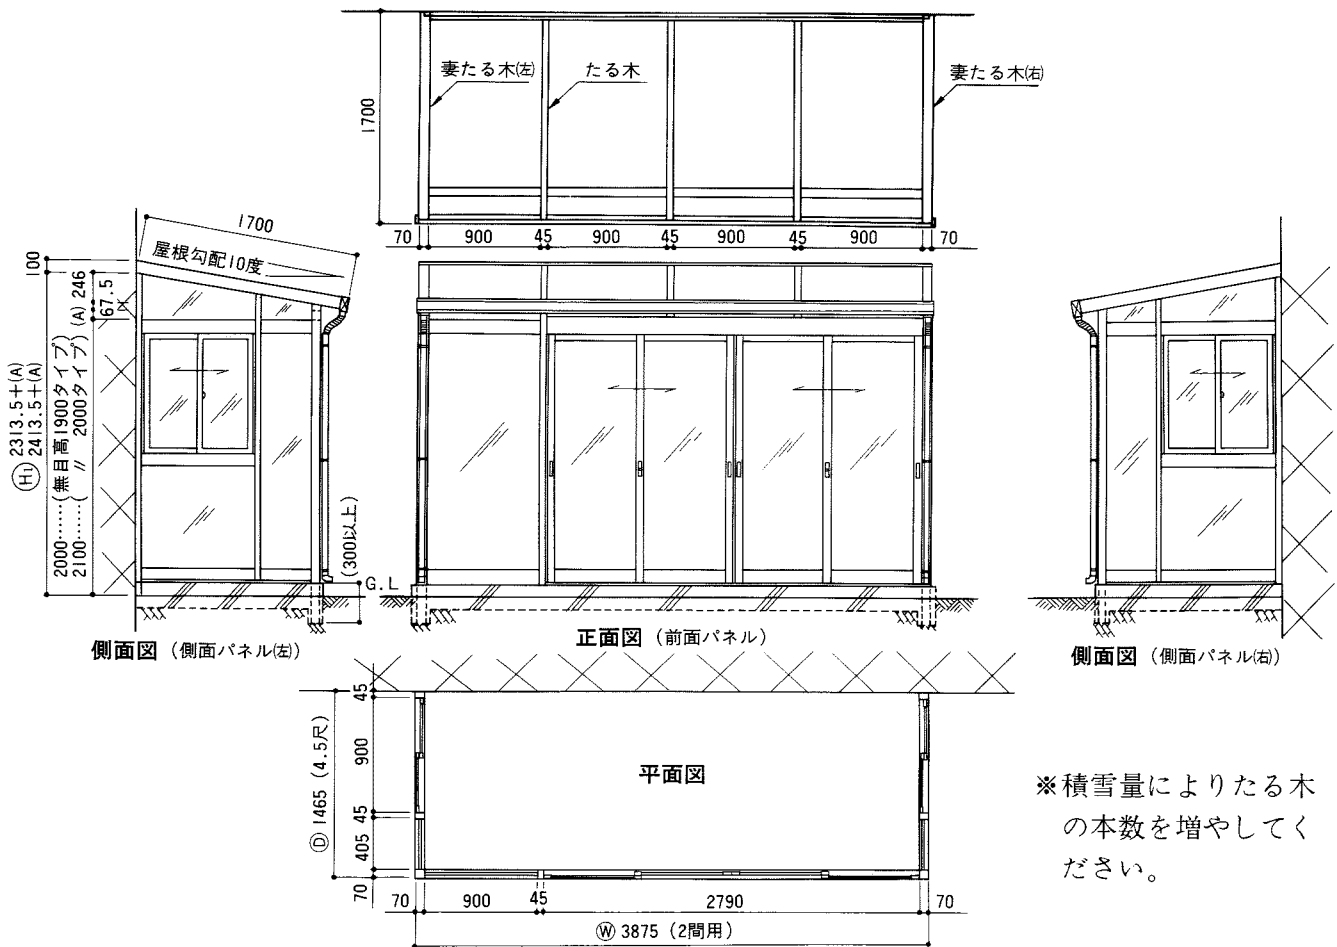 妻たる木(左)
たる木
妻たる木(右)
1700
70 900 45 900 45 900 45 900 70
1700
屋根勾配10度
100
(A) 246
67.5
(H1) 2313.5+(A)
2413.5+(A)
2000……(無目高1900タイプ)
2100……( 〃 2000タイプ)
(300以上)
G.L
側面図 (側面パネル(左))
正面図 (前面パネル)
側面図 (側面パネル(右))
45
900
45
405
70
Ⓓ 1465 (4.5尺)
平面図
70 900 45 2790 70
Ⓦ 3875 (2間用)
※積雪量によりたる木
の本数を増やしてく
ださい。